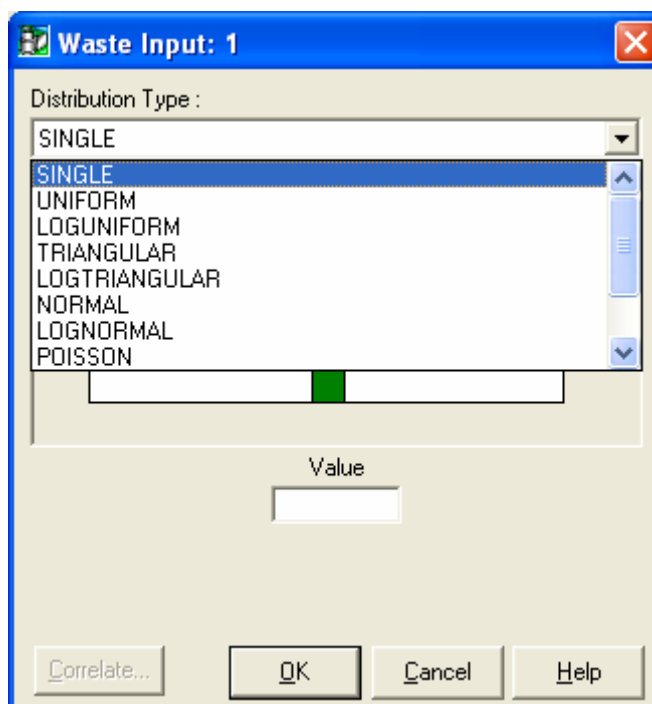 Waste Input: 1
Distribution Type :
SINGLE
SINGLE
UNIFORM
LOGUNIFORM
TRIANGULAR
LOGTRIANGULAR
NORMAL
LOGNORMAL
POISSON
Value
Correlate...
OK
Cancel
Help